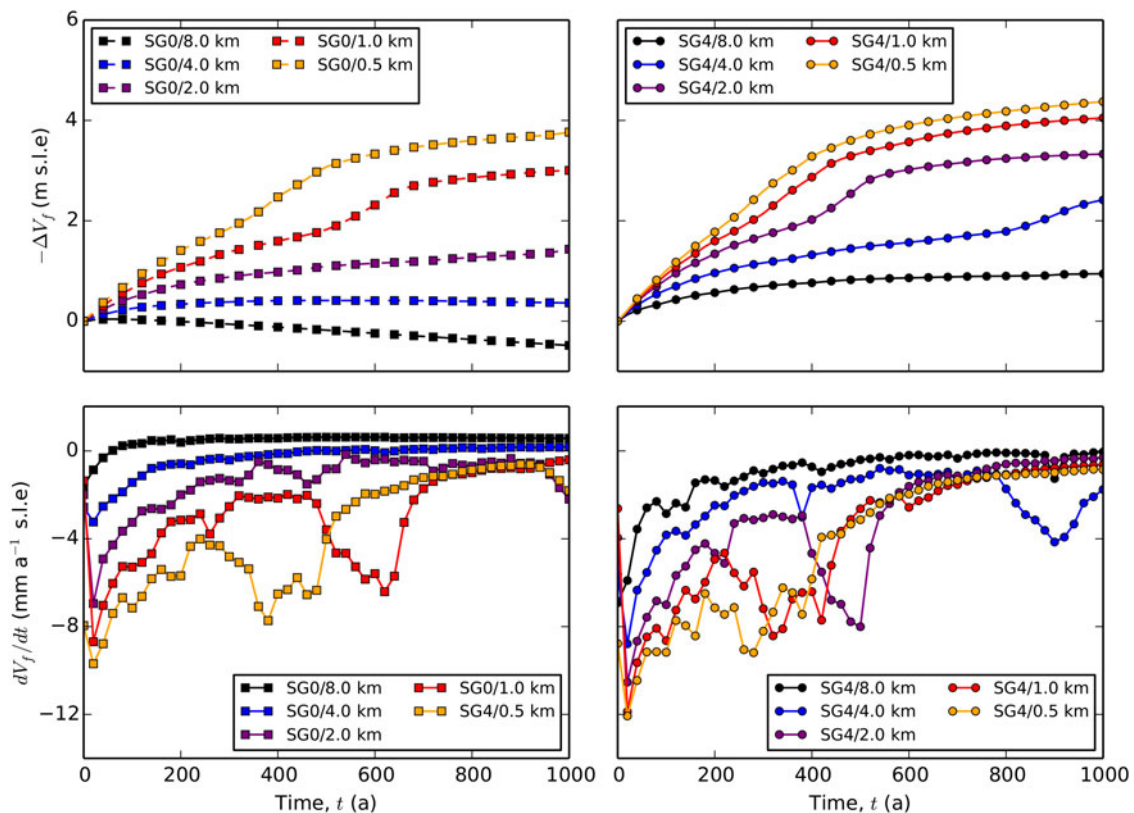 SG0/8.0 km SG0/1.0 km
SG0/4.0 km SG0/0.5 km
SG0/2.0 km
6
4
2
0
−ΔV_f (m s.l.e)
SG4/8.0 km SG4/1.0 km
SG4/4.0 km SG4/0.5 km
SG4/2.0 km
0
−4
−8
−12
dV_f/dt (mm a⁻¹ s.l.e)
SG0/8.0 km SG0/1.0 km
SG0/4.0 km SG4/0.5 km
SG0/2.0 km
0 200 400 600 800 1000
Time, t (a)
SG4/8.0 km SG4/1.0 km
SG4/4.0 km SG4/0.5 km
SG4/2.0 km
0 200 400 600 800 1000
Time, t (a)